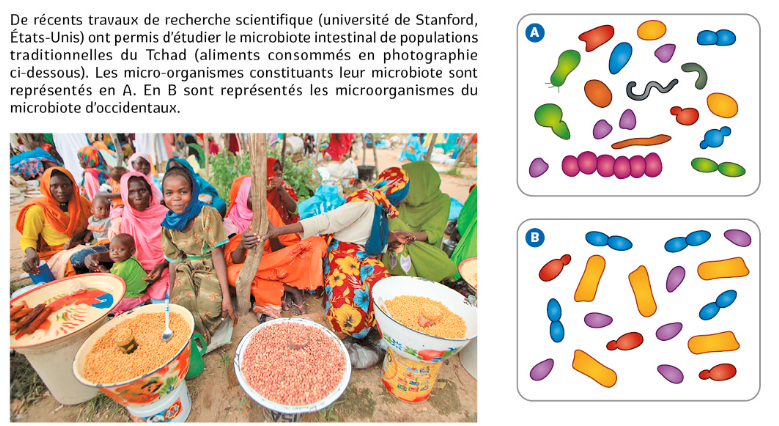 De récents travaux de recherche scientifique (université de Stanford,
États-Unis) ont permis d’étudier le microbiote intestinal de populations
traditionnelles du Tchad (aliments consommés en photographie
ci-dessous). Les micro-organismes constituants leur microbiote sont
représentés en A. En B sont représentés les microorganismes du
microbiote d’occidentaux.
A
B